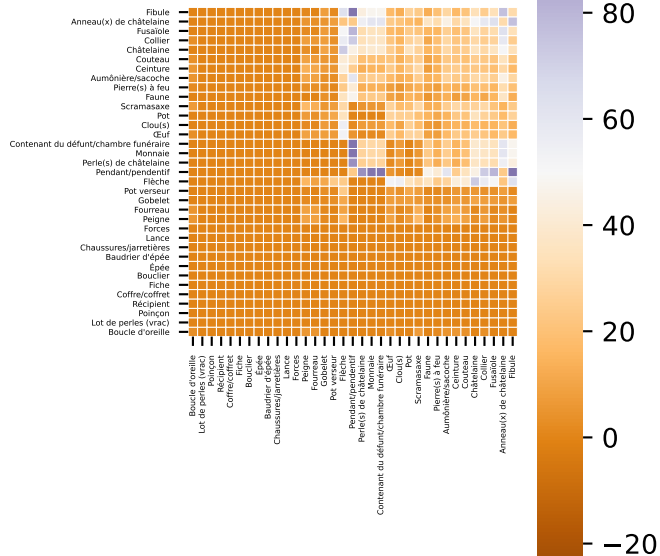 Fibule
Anneau(x) de châtelaine
Fusaïole
Collier
Châtelaine
Couteau
Ceinture
Aumônière/sacoche
Pierre(s) à feu
Faune
Scramasaxe
Pot
Clou(s)
Œuf
Contenant du défunt/chambre funéraire
Monnaie
Perle(s) de châtelaine
Pendant/pendentif
Flèche
Pot verseur
Gobelet
Fourreau
Peigne
Forces
Lance
Chaussures/jarretières
Baudrier d'épée
Épée
Bouclier
Fiche
Coffre/coffret
Récipient
Poinçon
Lot de perles (vrac)
Boucle d'oreille
Boucle d'oreille
Lot de perles (vrac)
Poinçon
Récipient
Coffre/coffret
Fiche
Bouclier
Épée
Baudrier d'épée
Chaussures/jarretières
Lance
Forces
Peigne
Fourreau
Gobelet
Pot verseur
Flèche
Pendant/pendentif
Perle(s) de châtelaine
Monnaie
Contenant du défunt/chambre funéraire
Œuf
Clou(s)
Pot
Scramasaxe
Faune
Pierre(s) à feu
Aumônière/sacoche
Ceinture
Couteau
Châtelaine
Collier
Fusaïole
Anneau(x) de châtelaine
Fibule
80
60
40
20
0
−20